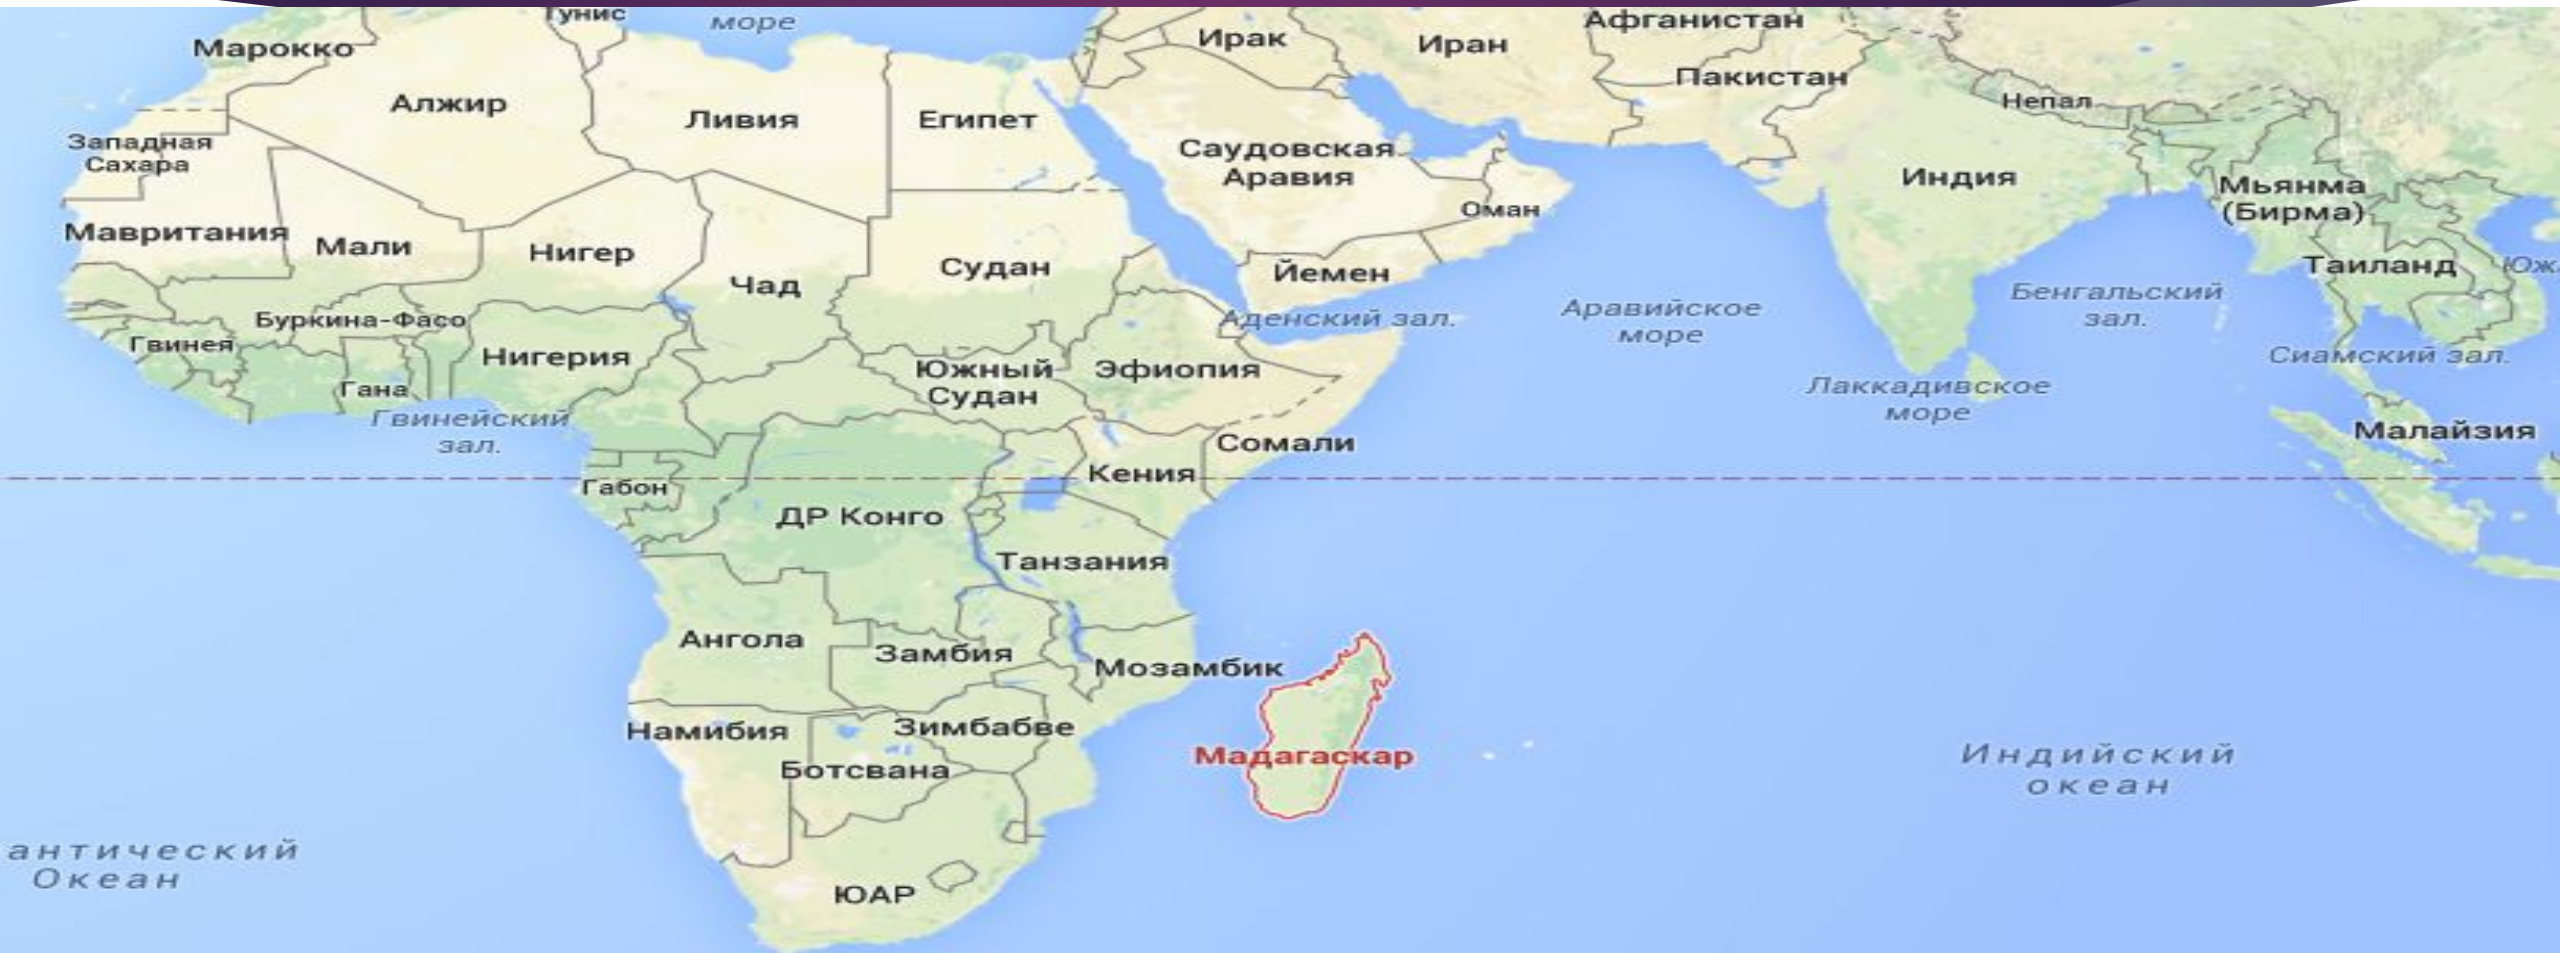 Тунис
море
Афганистан
Марокко
Ирак
Иран
Пакистан
Алжир
Ливия
Египет
Непал
Западная
Сахара
Саудовская
Аравия
Индия
Мьянма
(Бирма)
Оман
Мавритания
Мали
Нигер
Чад
Судан
Йемен
Таиланд
Юж
Буркина-Фасо
Аденский зал.
Аравийское
море
Бенгальский
зал.
Гвинея
Нигерия
Южный
Судан
Эфиопия
Сиамский зал.
Гана
Гвинейский
зал.
Лаккадивское
море
Сомали
Малайзия
Кения
Габон
ДР Конго
Танзания
Ангола
Замбия
Мозамбик
Намибия
Зимбабве
Мадагаскар
Ботсвана
Индийский
океан
антический
Океан
ЮАР